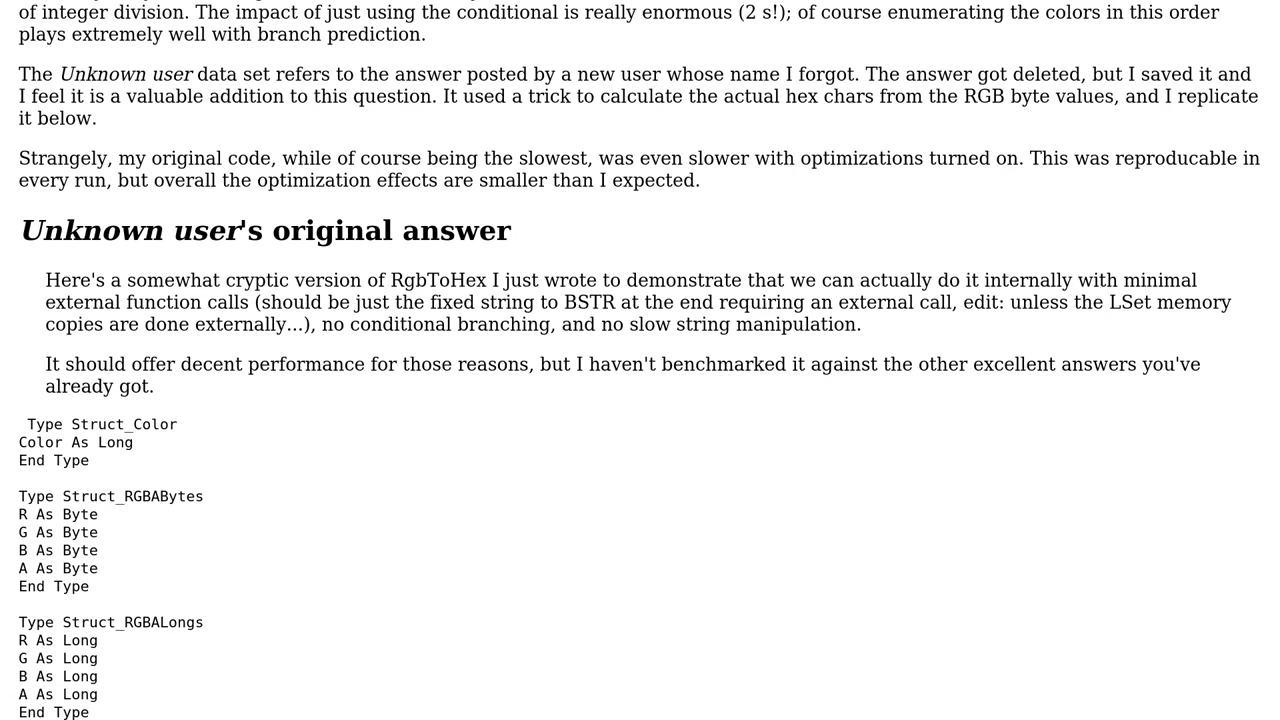 of integer division. The impact of just using the conditional is really enormous (2 s!); of course enumerating the colors in this order
plays extremely well with branch prediction.
The Unknown user data set refers to the answer posted by a new user whose name I forgot. The answer got deleted, but I saved it and
I feel it is a valuable addition to this question. It used a trick to calculate the actual hex chars from the RGB byte values, and I replicate
it below.
Strangely, my original code, while of course being the slowest, was even slower with optimizations turned on. This was reproducable in
every run, but overall the optimization effects are smaller than I expected.
Unknown user's original answer
Here's a somewhat cryptic version of RgbToHex I just wrote to demonstrate that we can actually do it internally with minimal
external function calls (should be just the fixed string to BSTR at the end requiring an external call, edit: unless the LSet memory
copies are done externally...), no conditional branching, and no slow string manipulation.
It should offer decent performance for those reasons, but I haven't benchmarked it against the other excellent answers you've
already got.
Type Struct_Color
Color As Long
End Type
Type Struct_RGBABytes
R As Byte
G As Byte
B As Byte
A As Byte
End Type
Type Struct_RGBALongs
R As Long
G As Long
B As Long
A As Long
End Type